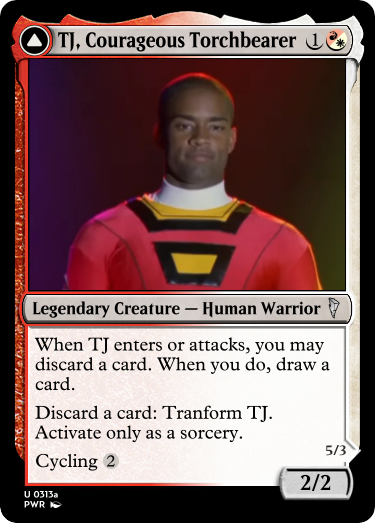 TJ, Courageous Torchbearer 1
Legendary Creature — Human Warrior
When TJ enters or attacks, you may
discard a card. When you do, draw a
card.
Discard a card: Tranform TJ.
Activate only as a sorcery.
Cycling 2
5/3
2/2
U 0313a
PWR